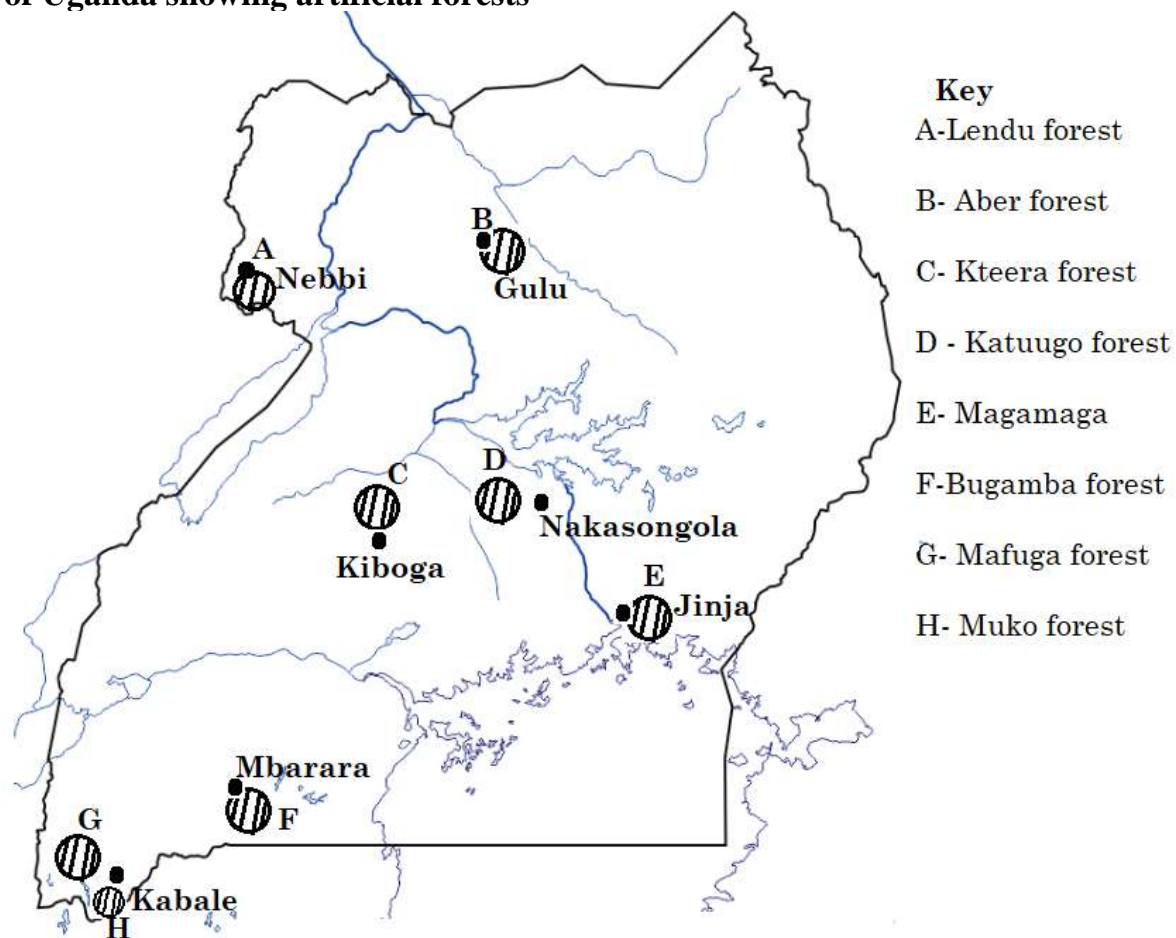 of Uganda showing artificial forests
Key
A-Lendu forest
B- Aber forest
C- Kteera forest
D - Katuugo forest
E- Magamaga
F-Bugamba forest
G- Mafuga forest
H- Muko forest
A
Nebbi
B
Gulu
C
Kiboga
D
Nakasongola
E
Jinja
Mbarara
F
G
Kabale
H